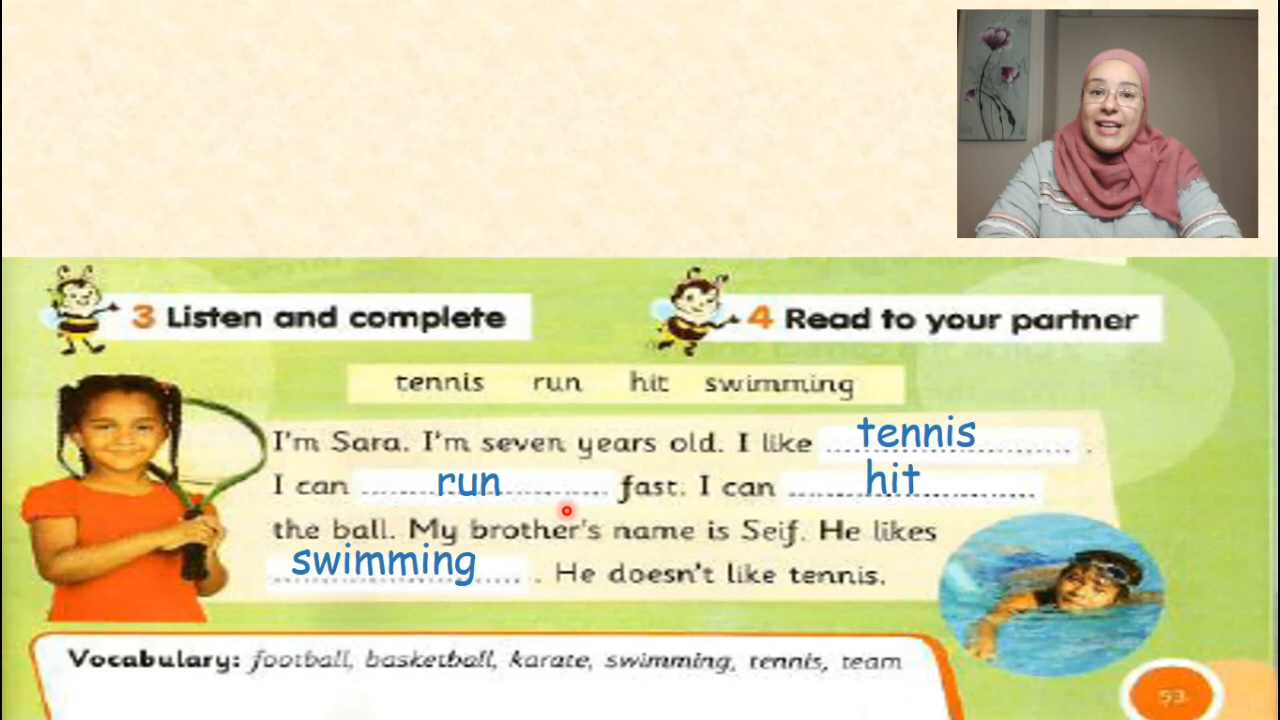 3 Listen and complete
4 Read to your partner
tennis run hit swimming
I'm Sara. I'm seven years old. I like tennis .
I can run fast. I can hit
the ball. My brother's name is Seif. He likes
swimming . He doesn't like tennis.
Vocabulary: football, basketball, karate, swimming, tennis, team
53